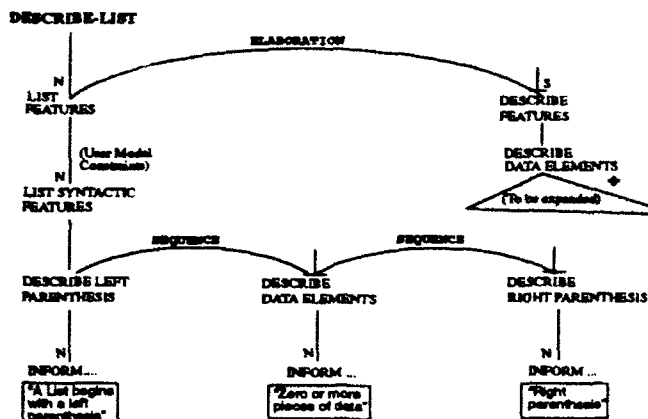 DESCRIBE-LIST
ELABORATION
N
S
LIST
FEATURES
DESCRIBE
FEATURES
(User Model
Constraints)
DESCRIBE
DATA ELEMENTS
N
LIST SYNTACTIC
FEATURES
(To be expanded)
SEQUENCE
SEQUENCE
DESCRIBE LEFT
PARENTHESIS
DESCRIBE
DATA ELEMENTS
DESCRIBE
RIGHT PARENTHESIS
N
N
N
INFORM ...
INFORM ...
INFORM ...
"A List begins
with a left
parenthesis"
"Zero or more
pieces of data"
"Right
parenthesis"